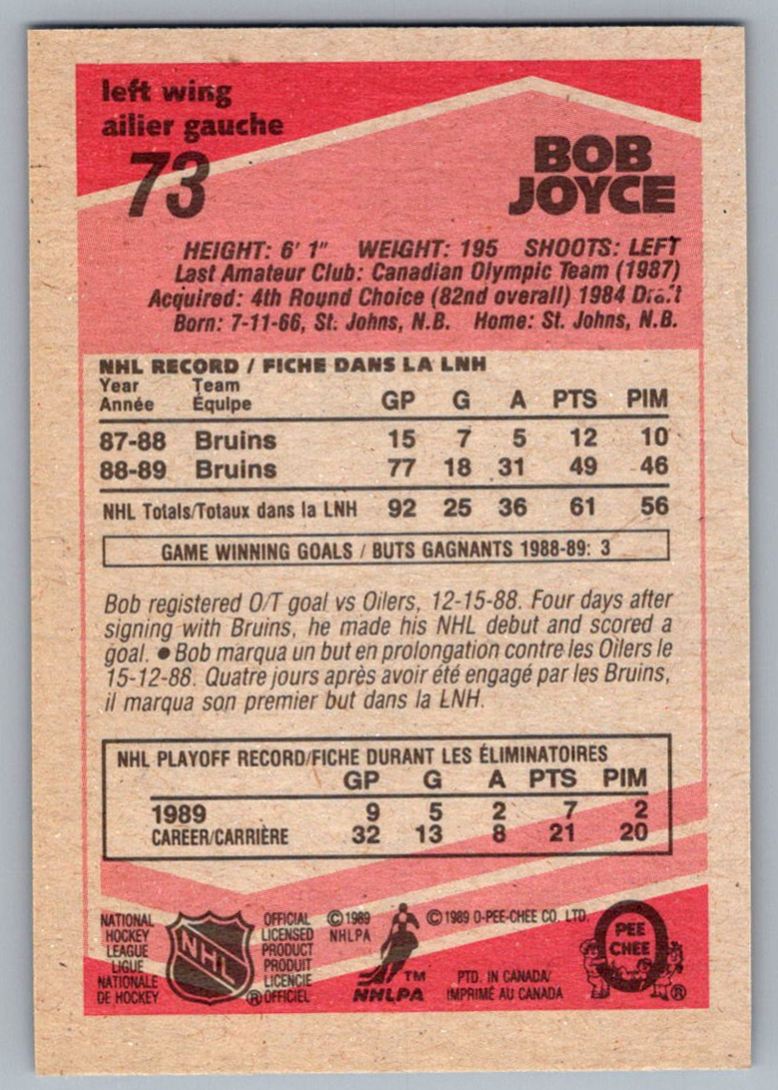 left wing
ailier gauche
73
BOB
JOYCE
HEIGHT: 6' 1" WEIGHT: 195 SHOOTS: LEFT
Last Amateur Club: Canadian Olympic Team (1987)
Acquired: 4th Round Choice (82nd overall) 1984 Draft
Born: 7-11-66, St. Johns, N.B. Home: St. Johns, N.B.
NHL RECORD / FICHE DANS LA LNH
Year Team
Année Équipe GP G A PTS PIM
87-88 Bruins 15 7 5 12 10
88-89 Bruins 77 18 31 49 46
NHL Totals/Totaux dans la LNH 92 25 36 61 56
GAME WINNING GOALS / BUTS GAGNANTS 1988-89: 3
Bob registered O/T goal vs Oilers, 12-15-88. Four days after
signing with Bruins, he made his NHL debut and scored a
goal. ● Bob marqua un but en prolongation contre les Oilers le
15-12-88. Quatre jours après avoir été engagé par les Bruins,
il marqua son premier but dans la LNH.
NHL PLAYOFF RECORD/FICHE DURANT LES ÉLIMINATOIRES
GP G A PTS PIM
1989 9 5 2 7 2
CAREER/CARRIÈRE 32 13 8 21 20
NATIONAL
HOCKEY
LEAGUE
LIGUE
NATIONALE
DE HOCKEY
NHL
®
OFFICIAL
LICENSED
PRODUCT
PRODUIT
LICENCIE
OFFICIEL
© 1989
NHLPA
TM
NHLPA
© 1989 O-PEE-CHEE CO. LTD.
PTD. IN CANADA/
IMPRIMÉ AU CANADA
O
PEE
CHEE
®